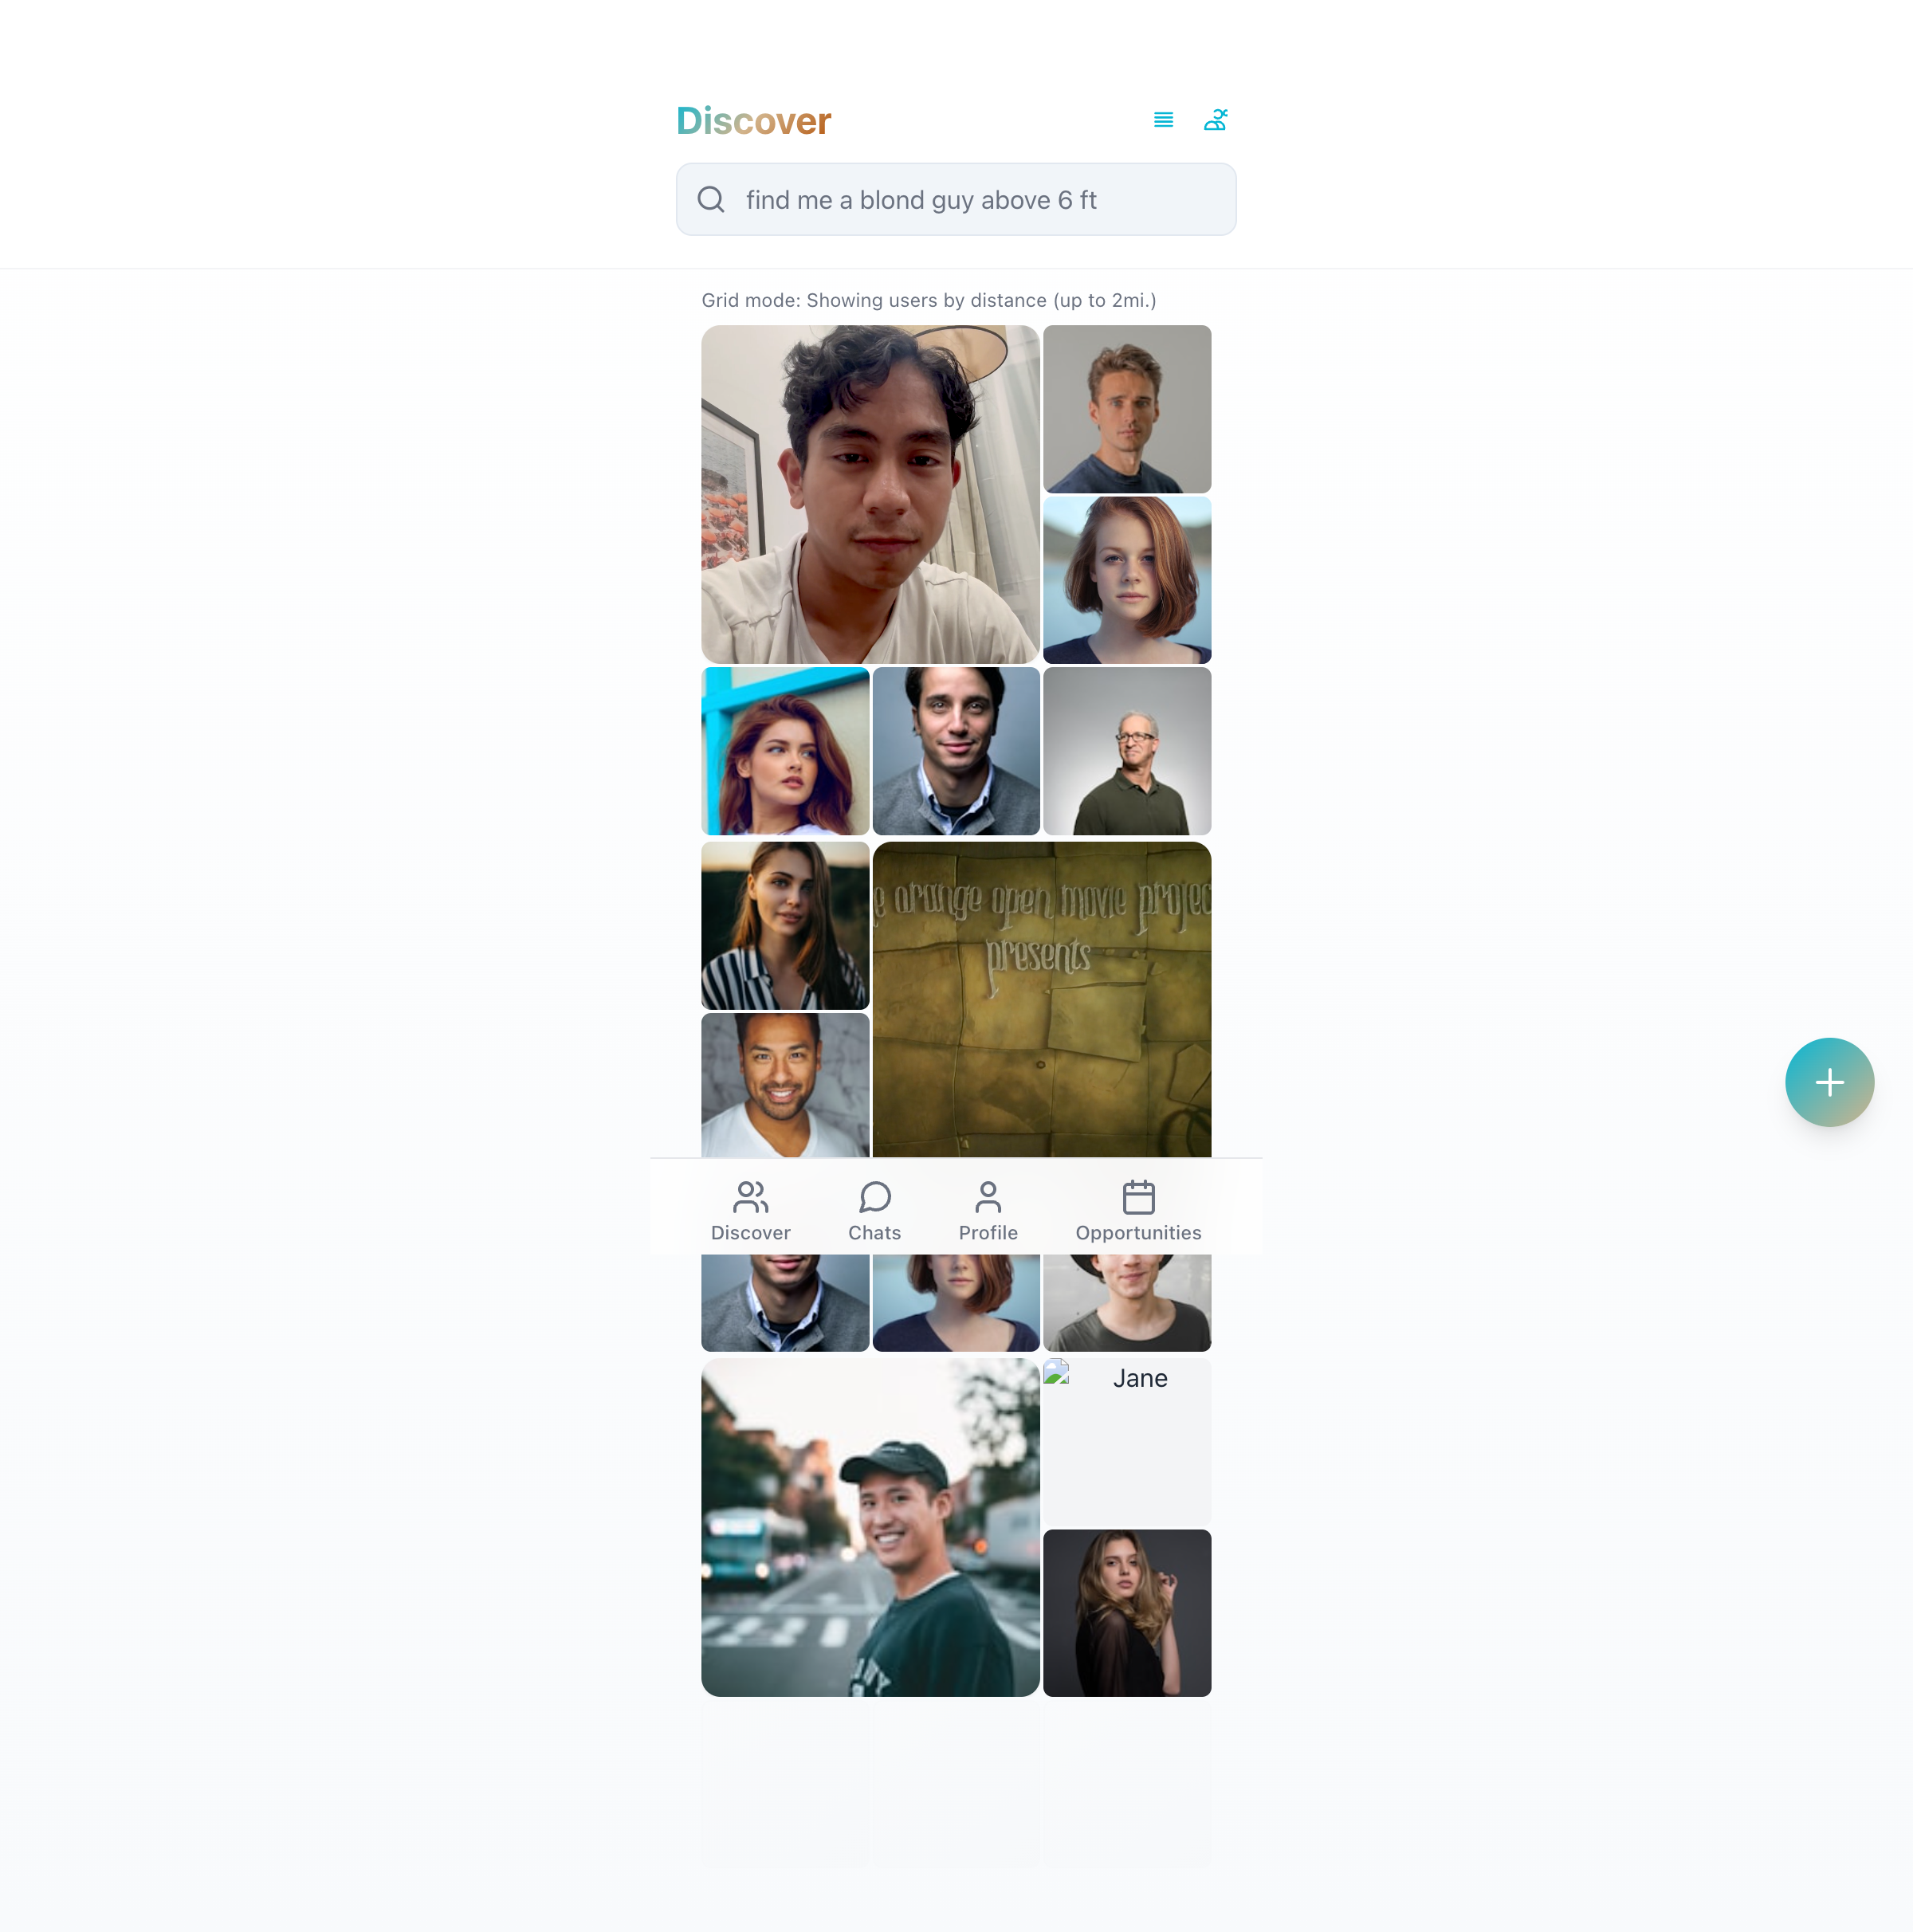 Discover
find me a blond guy above 6 ft
Grid mode: Showing users by distance (up to 2mi.)
e orange open movie projec
presents
Discover
Chats
Profile
Opportunities
Jane